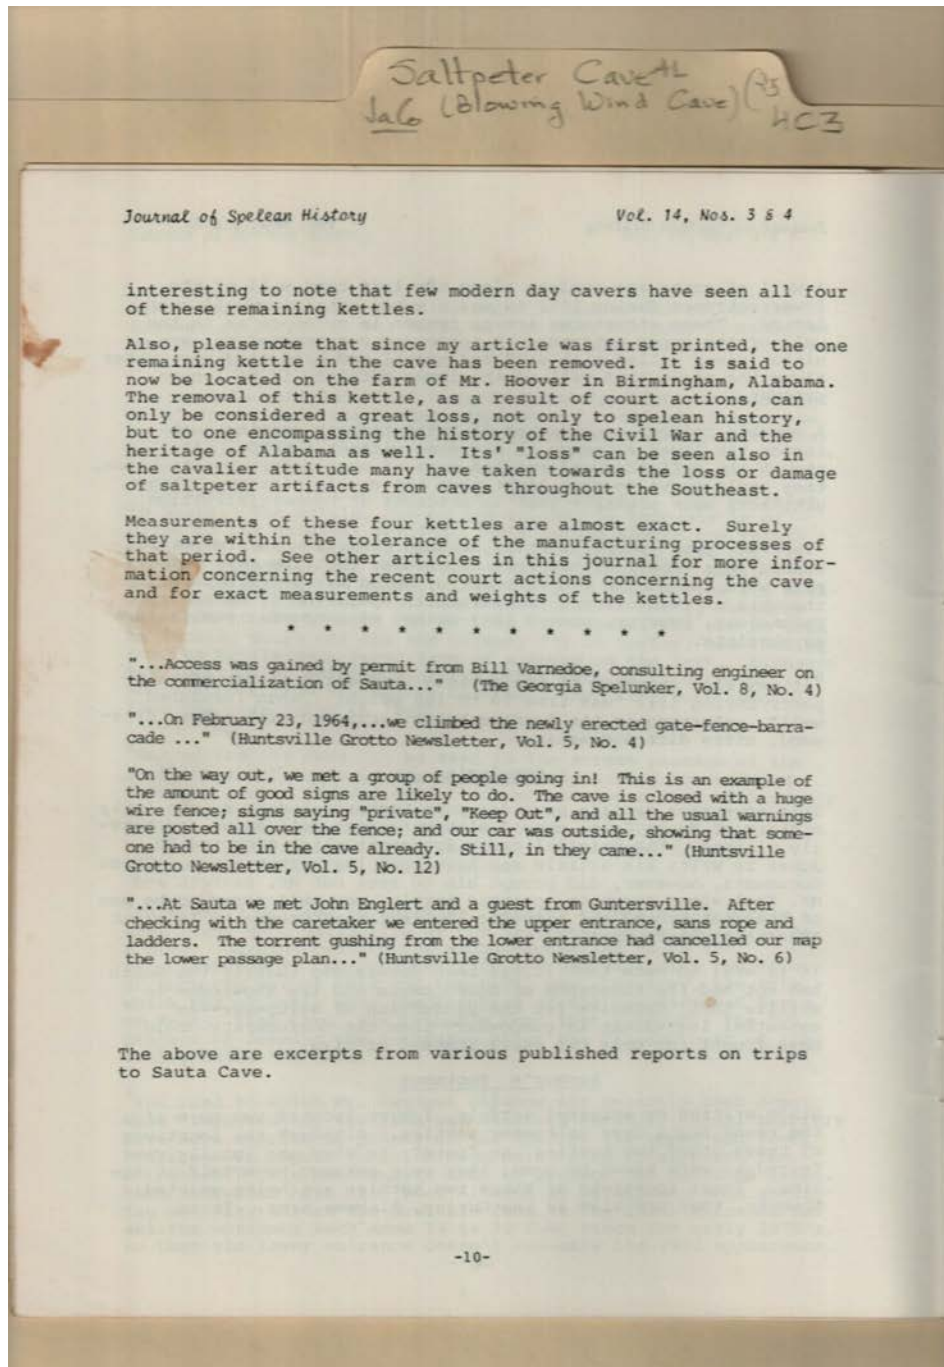 Saltpeter Cave AL
JaCo (Blowing Wind Cave)
Journal of Spelean History Vol. 14, Nos. 3 & 4
interesting to note that few modern day cavers have seen all four
of these remaining kettles.
Also, please note that since my article was first printed, the one
remaining kettle in the cave has been removed. It is said to
now be located on the farm of Mr. Hoover in Birmingham, Alabama.
The removal of this kettle, as a result of court actions, can
only be considered a great loss, not only to spelean history,
but to one encompassing the history of the Civil War and the
heritage of Alabama as well. Its' "loss" can be seen also in
the cavalier attitude many have taken towards the loss or damage
of saltpeter artifacts from caves throughout the Southeast.
Measurements of these four kettles are almost exact. Surely
they are within the tolerance of the manufacturing processes of
that period. See other articles in this journal for more infor-
mation concerning the recent court actions concerning the cave
and for exact measurements and weights of the kettles.
* * * * * * * * * * *
"...Access was gained by permit from Bill Varnedoe, consulting engineer on
the commercialization of Sauta..." (The Georgia Spelunker, Vol. 8, No. 4)
"...On February 23, 1964,...we climbed the newly erected gate-fence-barra-
cade ..." (Huntsville Grotto Newsletter, Vol. 5, No. 4)
"On the way out, we met a group of people going in! This is an example of
the amount of good signs are likely to do. The cave is closed with a huge
wire fence; signs saying "private", "Keep Out", and all the usual warnings
are posted all over the fence; and our car was outside, showing that some-
one had to be in the cave already. Still, in they came..." (Huntsville
Grotto Newsletter, Vol. 5, No. 12)
"...At Sauta we met John Englert and a guest from Guntersville. After
checking with the caretaker we entered the upper entrance, sans rope and
ladders. The torrent gushing from the lower entrance had cancelled our map
the lower passage plan..." (Huntsville Grotto Newsletter, Vol. 5, No. 6)
The above are excerpts from various published reports on trips
to Sauta Cave.
-10-